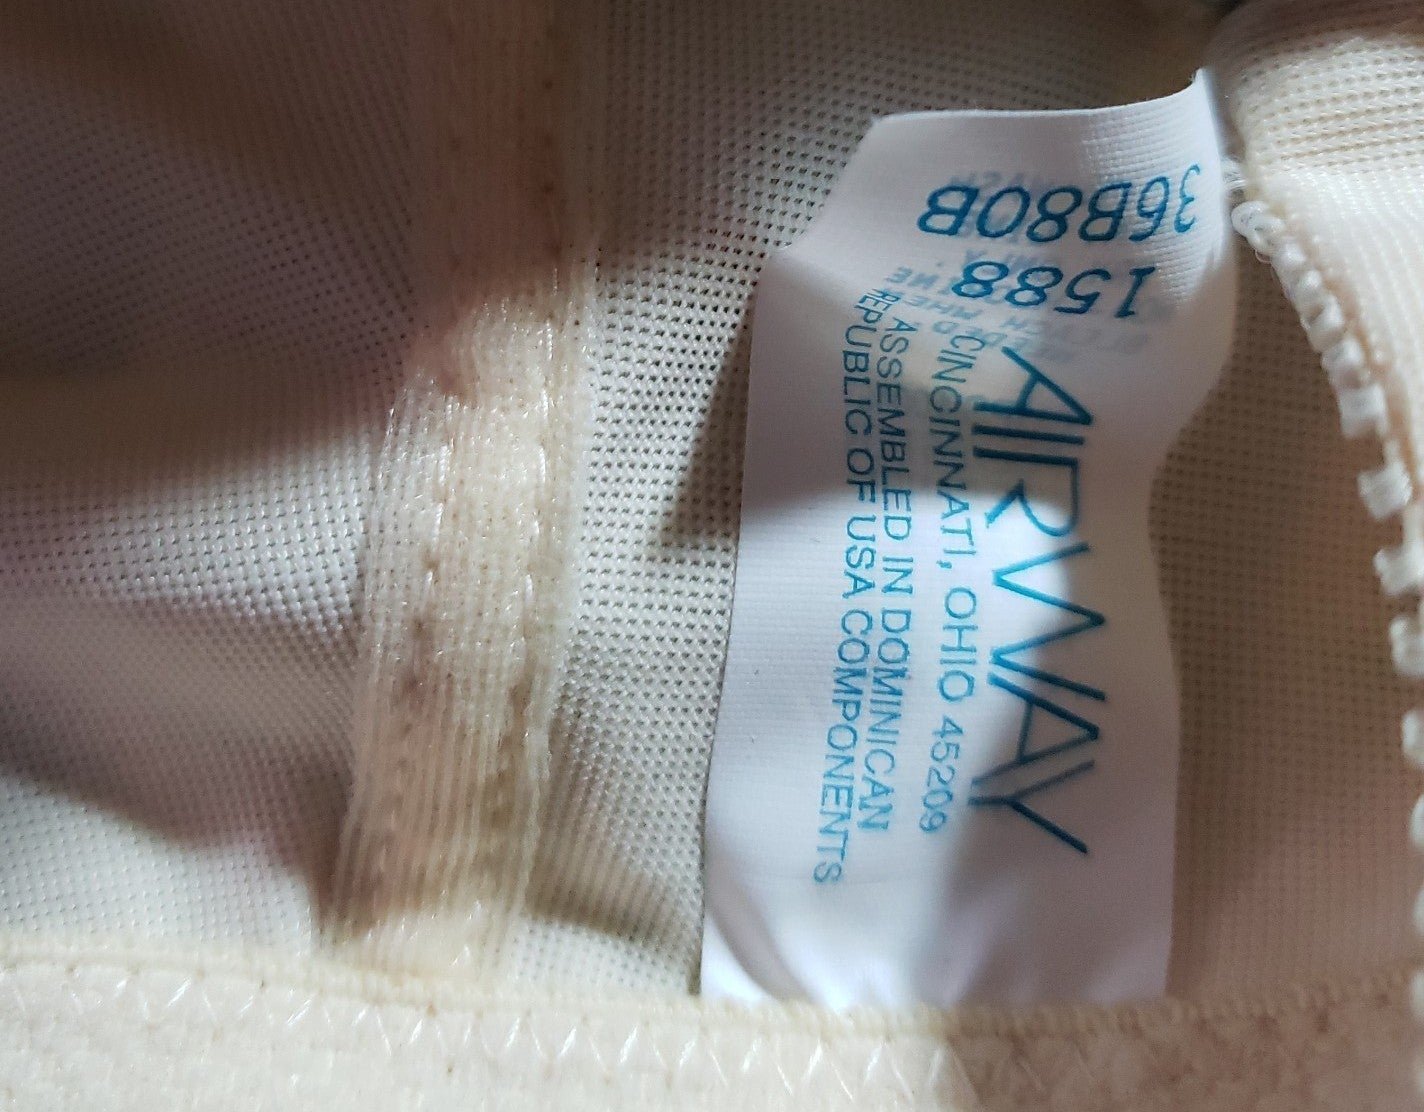 36B80B
1588
AIRWAY
CINCINNATI, OHIO 45209
ASSEMBLED IN DOMINICAN
REPUBLIC OF USA COMPONENTS